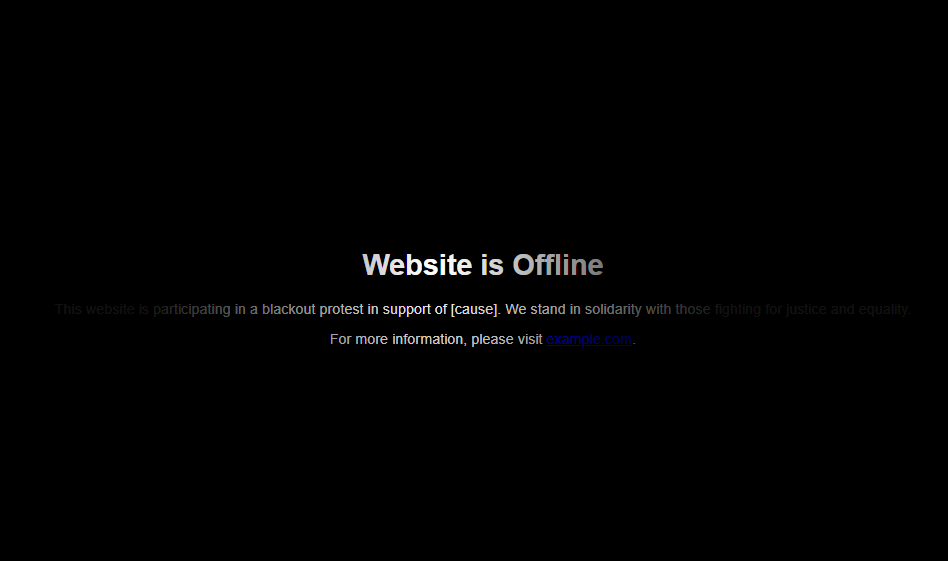 Website is Offline
This website is participating in a blackout protest in support of [cause]. We stand in solidarity with those fighting for justice and equality.
For more information, please visit example.com.